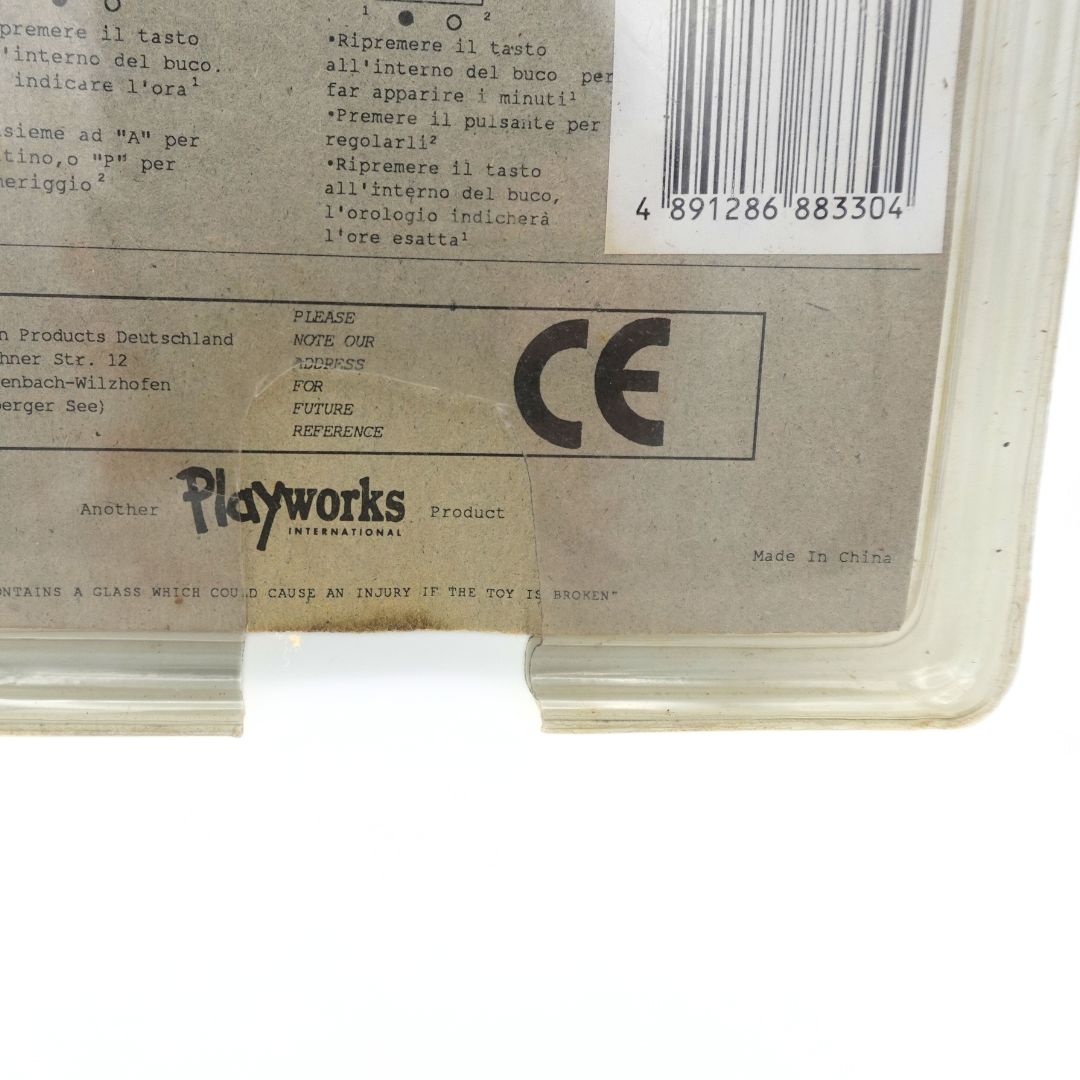 1 2
premere il tasto
'interno del buco.
indicare l'ora¹
sieme ad "A" per
tino,o "P" per
eriggio²
•Ripremere il tasto
all'interno del buco per
far apparire i minuti¹
•Premere il pulsante per
regolarli²
•Ripremere il tasto
all'interno del buco,
l'orologio indicherà
l'ore esatta¹
4 891286 883304
n Products Deutschland
hner Str. 12
enbach-Wilzhofen
berger See)
PLEASE
NOTE OUR
ADDRESS
FOR
FUTURE
REFERENCE
CE
Another Playworks Product
INTERNATIONAL
Made In China
ONTAINS A GLASS WHICH COULD CAUSE AN INJURY IF THE TOY IS BROKEN"